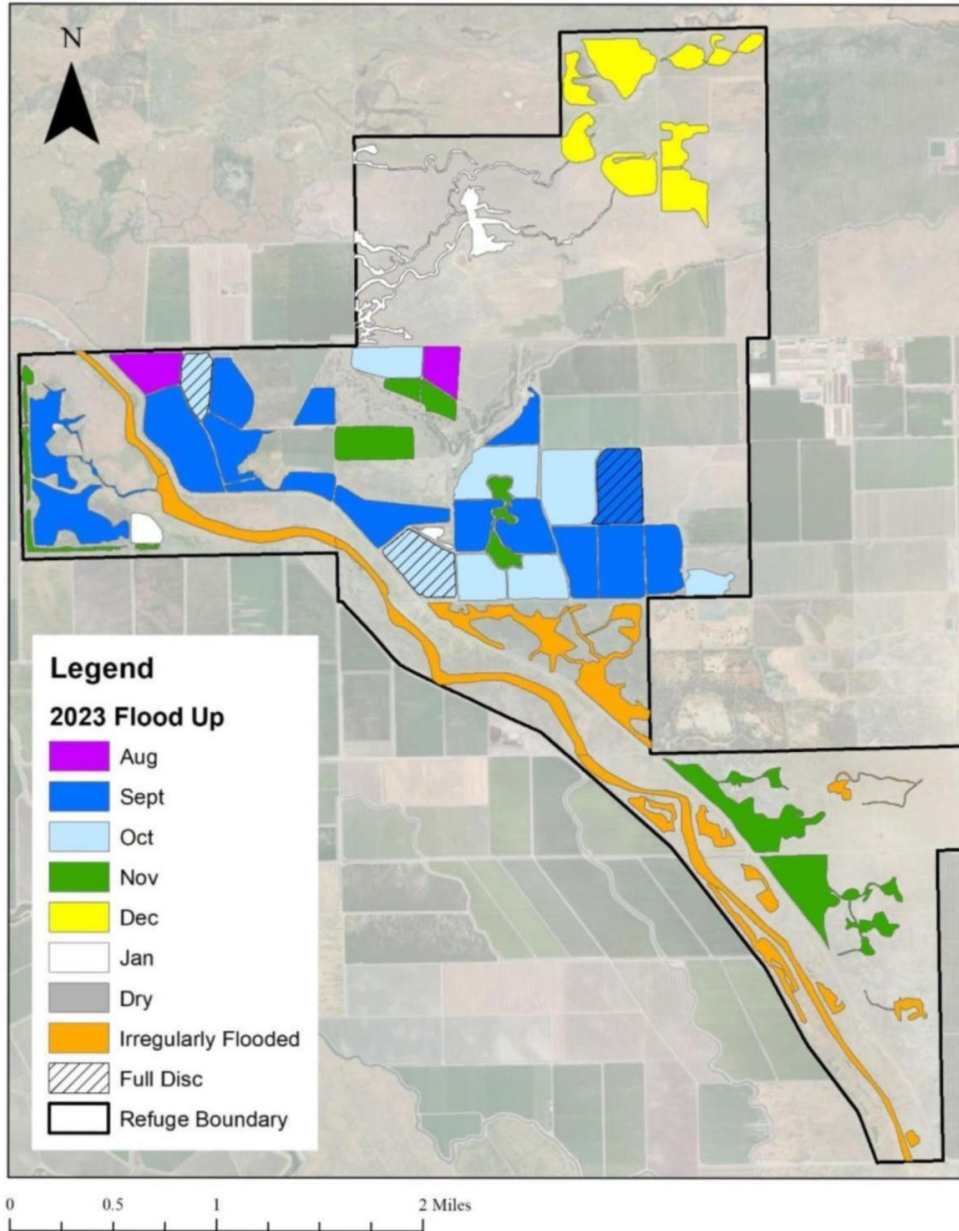 N
Legend
2023 Flood Up
Aug
Sept
Oct
Nov
Dec
Jan
Dry
Irregularly Flooded
Full Disc
Refuge Boundary
0 0.5 1 2 Miles